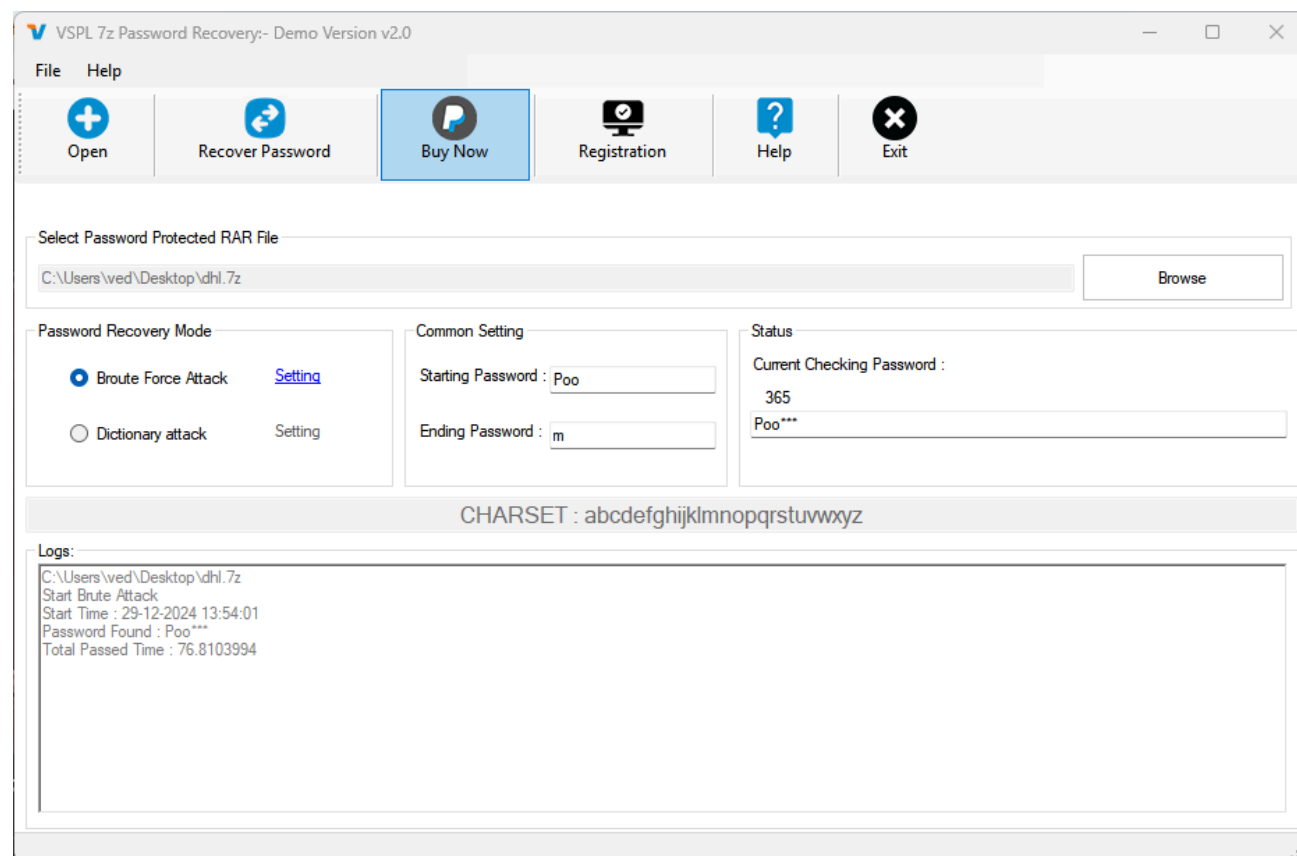 VSPL 7z Password Recovery:- Demo Version v2.0
File Help
Open Recover Password Buy Now Registration Help Exit
Select Password Protected RAR File
C:\Users\ved\Desktop\dhl.7z Browse
Password Recovery Mode Common Setting Status
Broute Force Attack Setting Starting Password : Poo Current Checking Password :
365
Poo***
Dictionary attack Setting Ending Password : m
CHARSET : abcdefghijklmnopqrstuvwxyz
Logs:
C:\Users\ved\Desktop\dhl.7z
Start Brute Attack
Start Time : 29-12-2024 13:54:01
Password Found : Poo***
Total Passed Time : 76.8103994